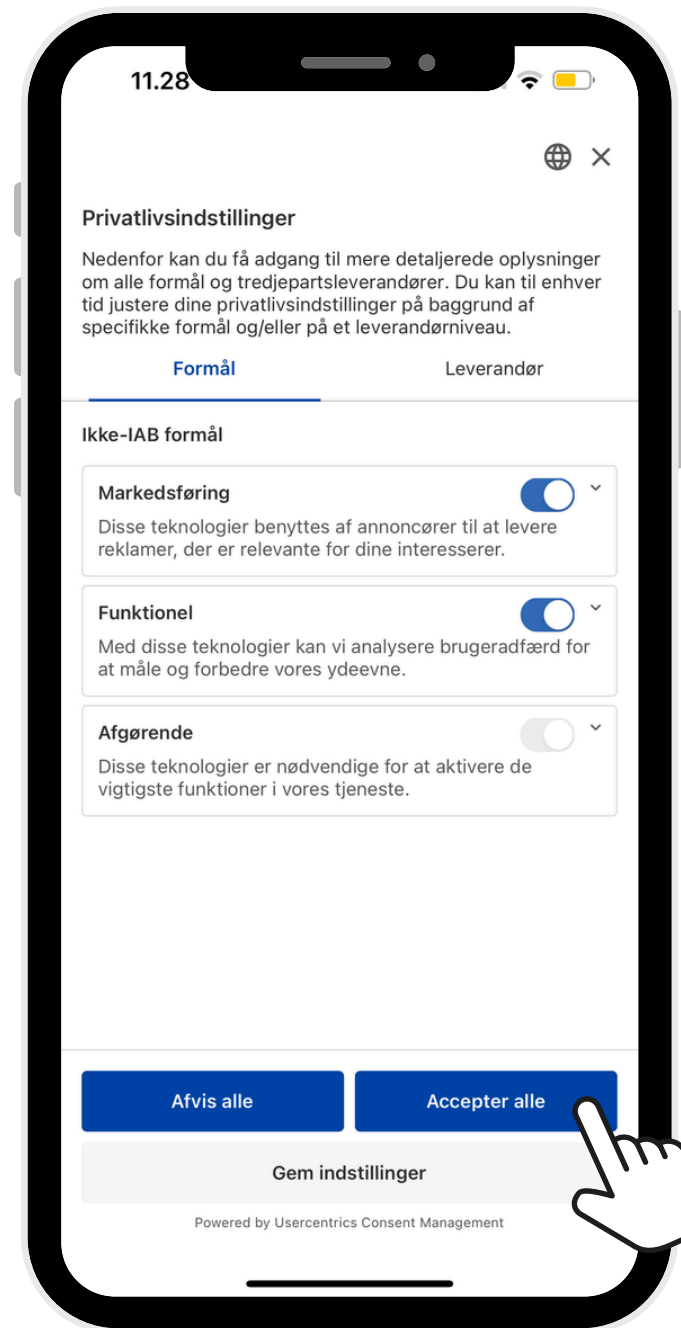 11.28
Privatlivsindstillinger
Nedenfor kan du få adgang til mere detaljerede oplysninger
om alle formål og tredjepartsleverandører. Du kan til enhver
tid justere dine privatlivsindstillinger på baggrund af
specifikke formål og/eller på et leverandørniveau.
Formål
Leverandør
Ikke-IAB formål
Markedsføring
Disse teknologier benyttes af annoncører til at levere
reklamer, der er relevante for dine interesserer.
Funktionel
Med disse teknologier kan vi analysere brugeradfærd for
at måle og forbedre vores ydeevne.
Afgørende
Disse teknologier er nødvendige for at aktivere de
vigtigste funktioner i vores tjeneste.
Afvis alle
Accepter alle
Gem indstillinger
Powered by Usercentrics Consent Management